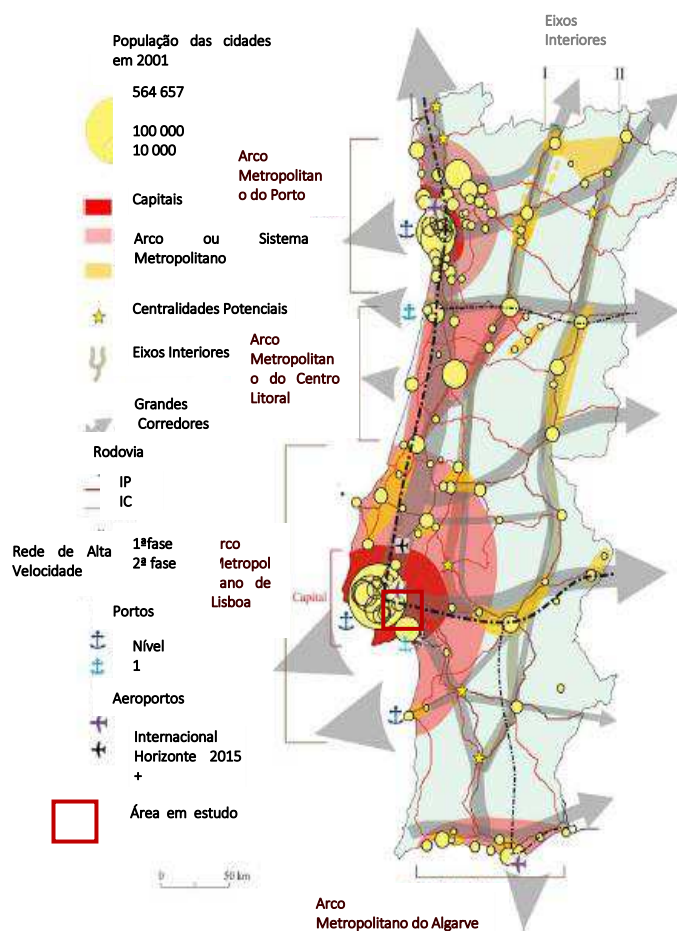 Eixos
Interiores
I II
População das cidades
em 2001
564 657
100 000
10 000
Arco
Metropolitan
o do Porto
Capitais
Arco ou Sistema
Metropolitano
Centralidades Potenciais
Eixos Interiores
Arco
Metropolitan
o do Centro
Litoral
Grandes
Corredores
Rodovia
IP
IC
Rede de Alta
Velocidade
1ªfase
2ª fase
rco
Metropol
ano de
Lisboa
Capital
Portos
Nível
1
Aeroportos
Internacional
Horizonte 2015
+
Área em estudo
0 50 km
Arco
Metropolitano do Algarve